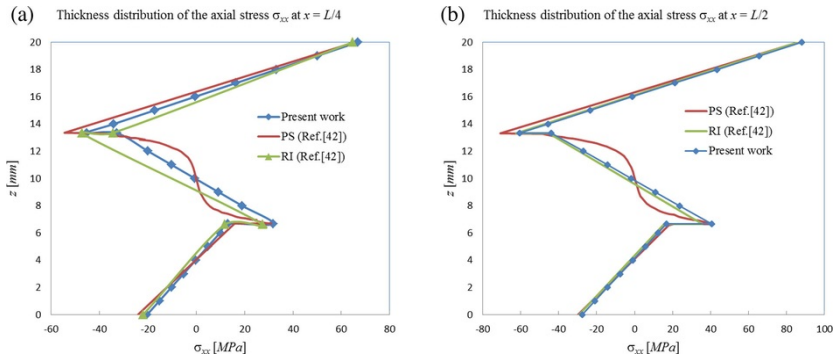 (a)
Thickness distribution of the axial stress σxx at x = L/4
20
18
16
14
12
10
8
6
4
2
0
z [mm]
-60
-40
-20
0
20
40
60
80
σxx [MPa]
Present work
PS (Ref.[42])
RI (Ref.[42])
(b)
Thickness distribution of the axial stress σxx at x = L/2
20
18
16
14
12
10
8
6
4
2
0
z [mm]
-80
-60
-40
-20
0
20
40
60
80
100
σxx [MPa]
PS (Ref.[42])
RI (Ref.[42])
Present work